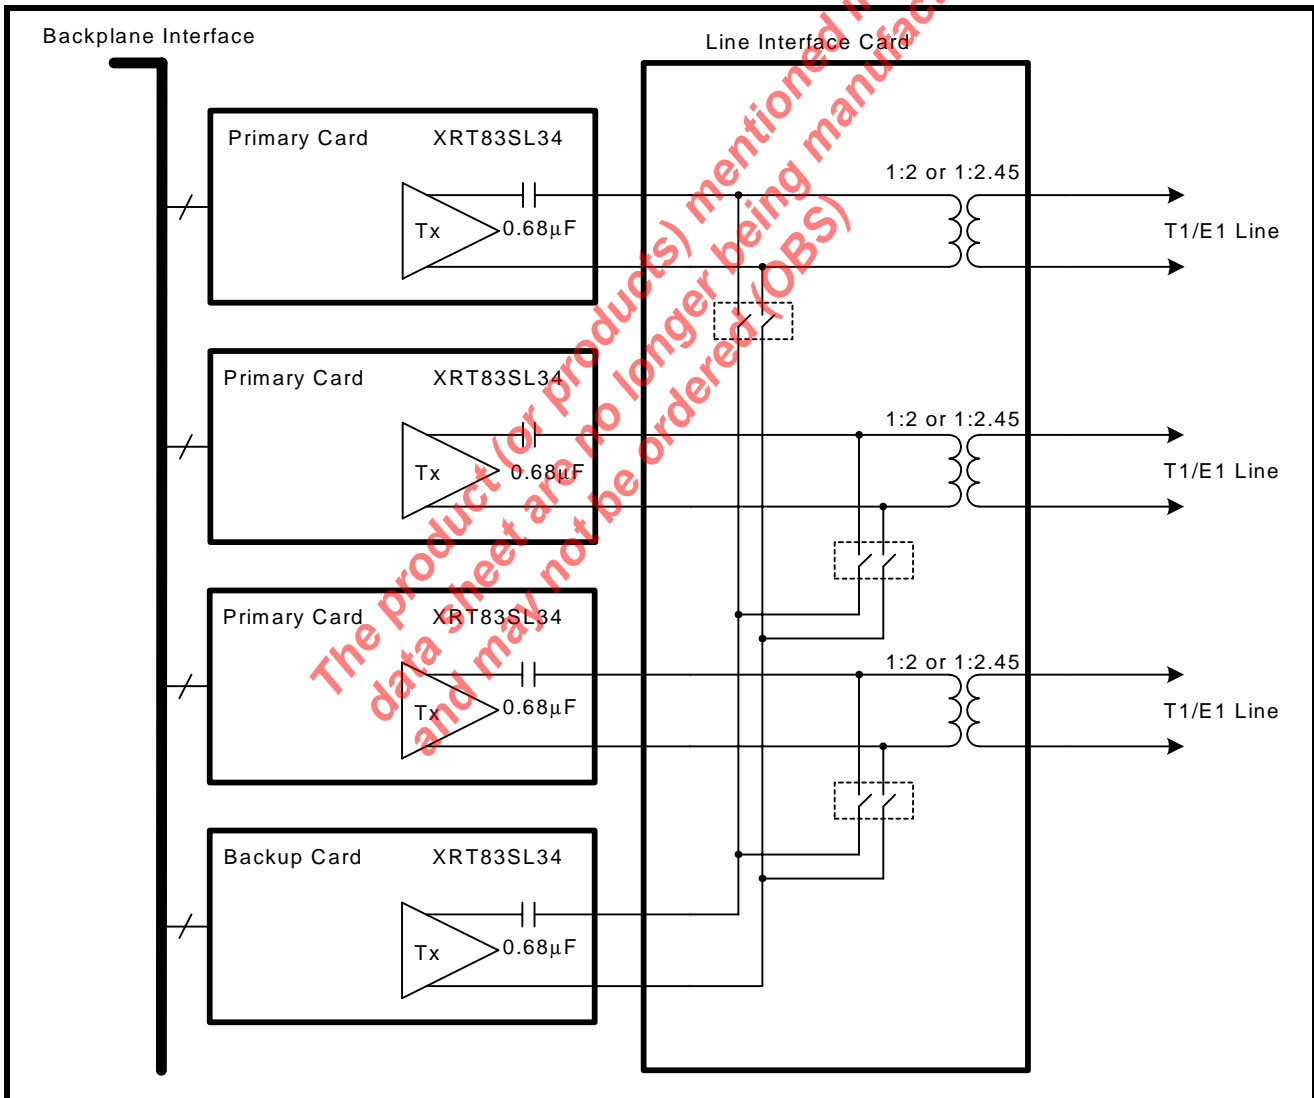 Backplane Interface
Line Interface Card
Primary Card XRT83SL34
Tx
0.68μF
1:2 or 1:2.45
T1/E1 Line
Primary Card XRT83SL34
Tx
0.68μF
1:2 or 1:2.45
T1/E1 Line
Primary Card XRT83SL34
Tx
0.68μF
1:2 or 1:2.45
T1/E1 Line
Backup Card XRT83SL34
Tx
0.68μF
The product (or products) mentioned in
data sheet are no longer being manufac
and may not be ordered (OBS)